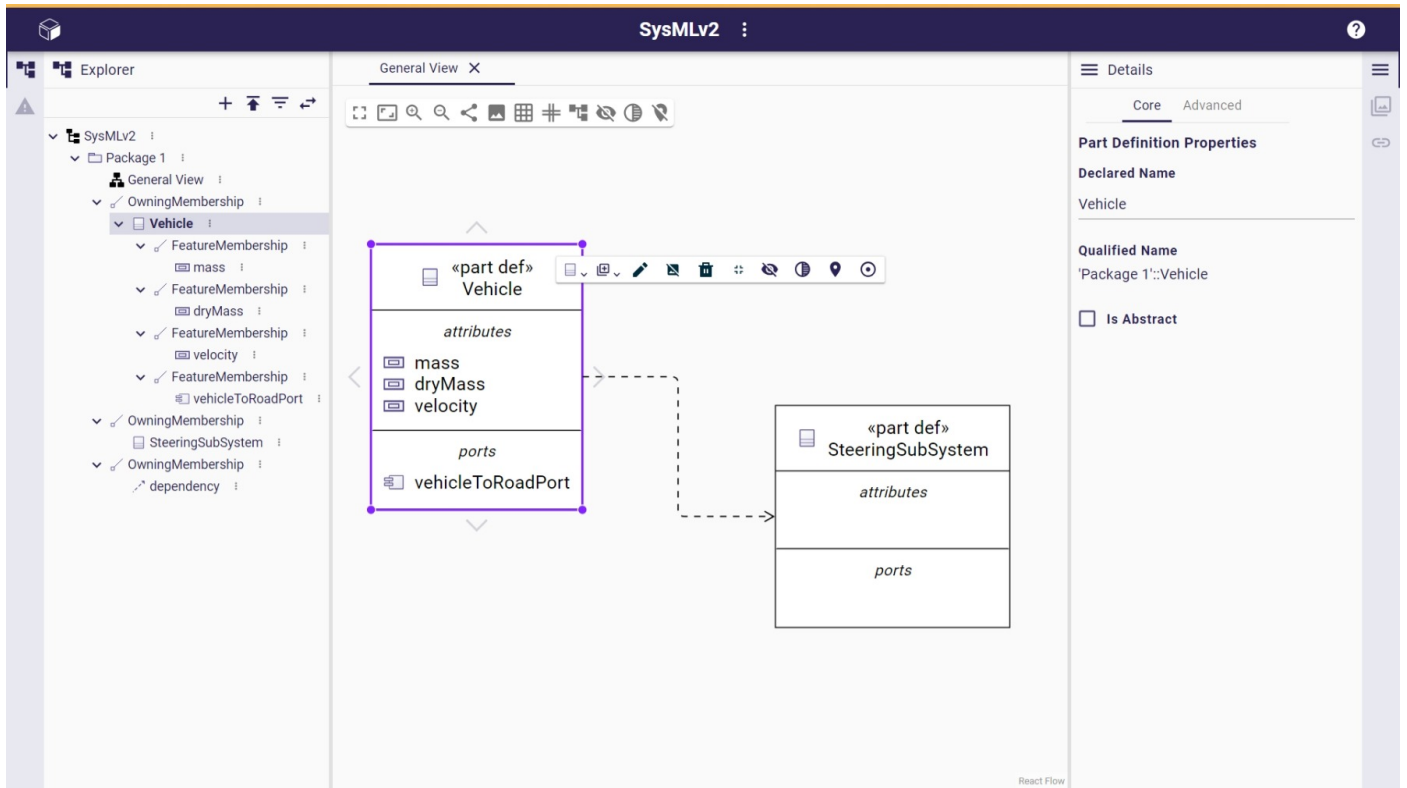 SysMLv2
Explorer
General View
Details
Core Advanced
SysMLv2
Package 1
General View
OwningMembership
Vehicle
FeatureMembership
mass
FeatureMembership
dryMass
FeatureMembership
velocity
FeatureMembership
vehicleToRoadPort
OwningMembership
SteeringSubSystem
OwningMembership
dependency
«part def»
Vehicle
attributes
mass
dryMass
velocity
ports
vehicleToRoadPort
«part def»
SteeringSubSystem
attributes
ports
React Flow
Part Definition Properties
Declared Name
Vehicle
Qualified Name
'Package 1'::Vehicle
Is Abstract